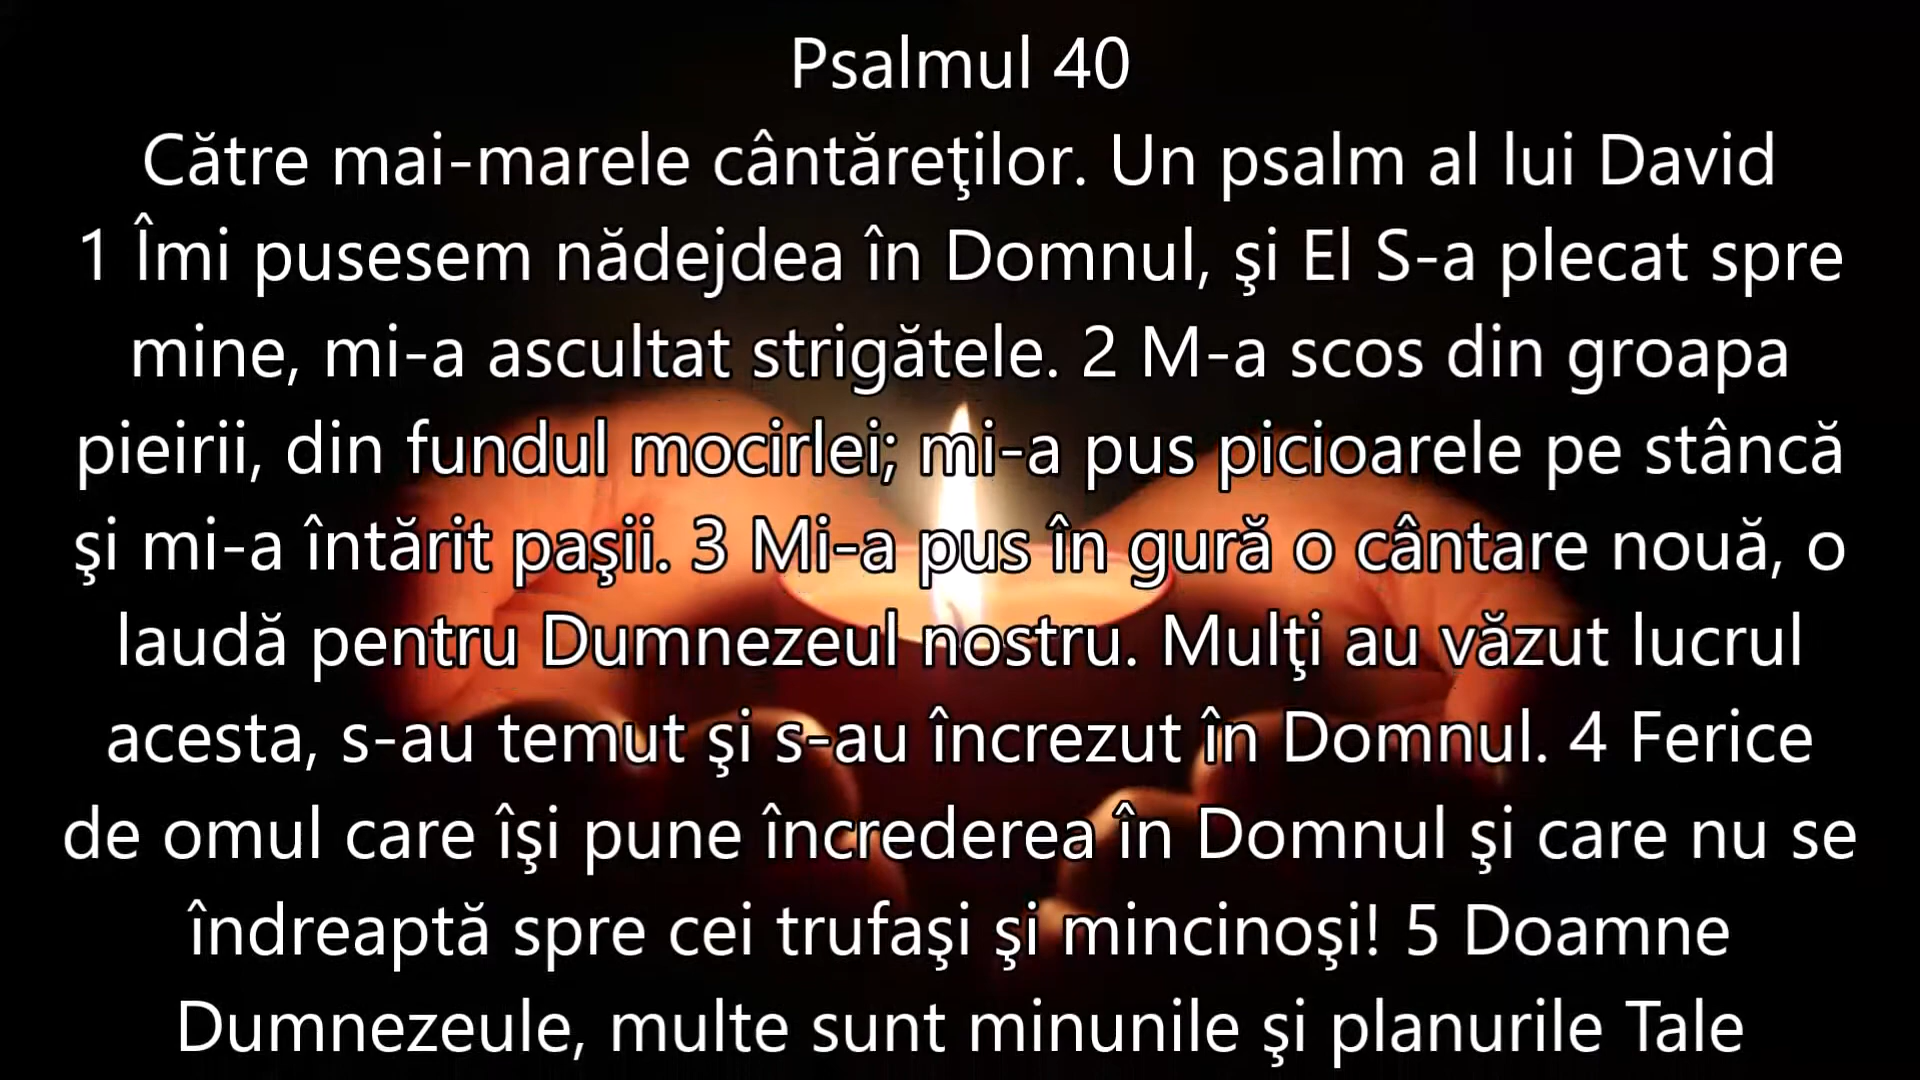 Psalmul 40
Către mai-marele cântăreţilor. Un psalm al lui David
1 Îmi pusesem nădejdea în Domnul, şi El S-a plecat spre
mine, mi-a ascultat strigătele. 2 M-a scos din groapa
pieirii, din fundul mocirlei; mi-a pus picioarele pe stâncă
şi mi-a întărit paşii. 3 Mi-a pus în gură o cântare nouă, o
laudă pentru Dumnezeul nostru. Mulţi au văzut lucrul
acesta, s-au temut şi s-au încrezut în Domnul. 4 Ferice
de omul care îşi pune încrederea în Domnul şi care nu se
îndreaptă spre cei trufaşi şi mincinoşi! 5 Doamne
Dumnezeule, multe sunt minunile şi planurile Tale